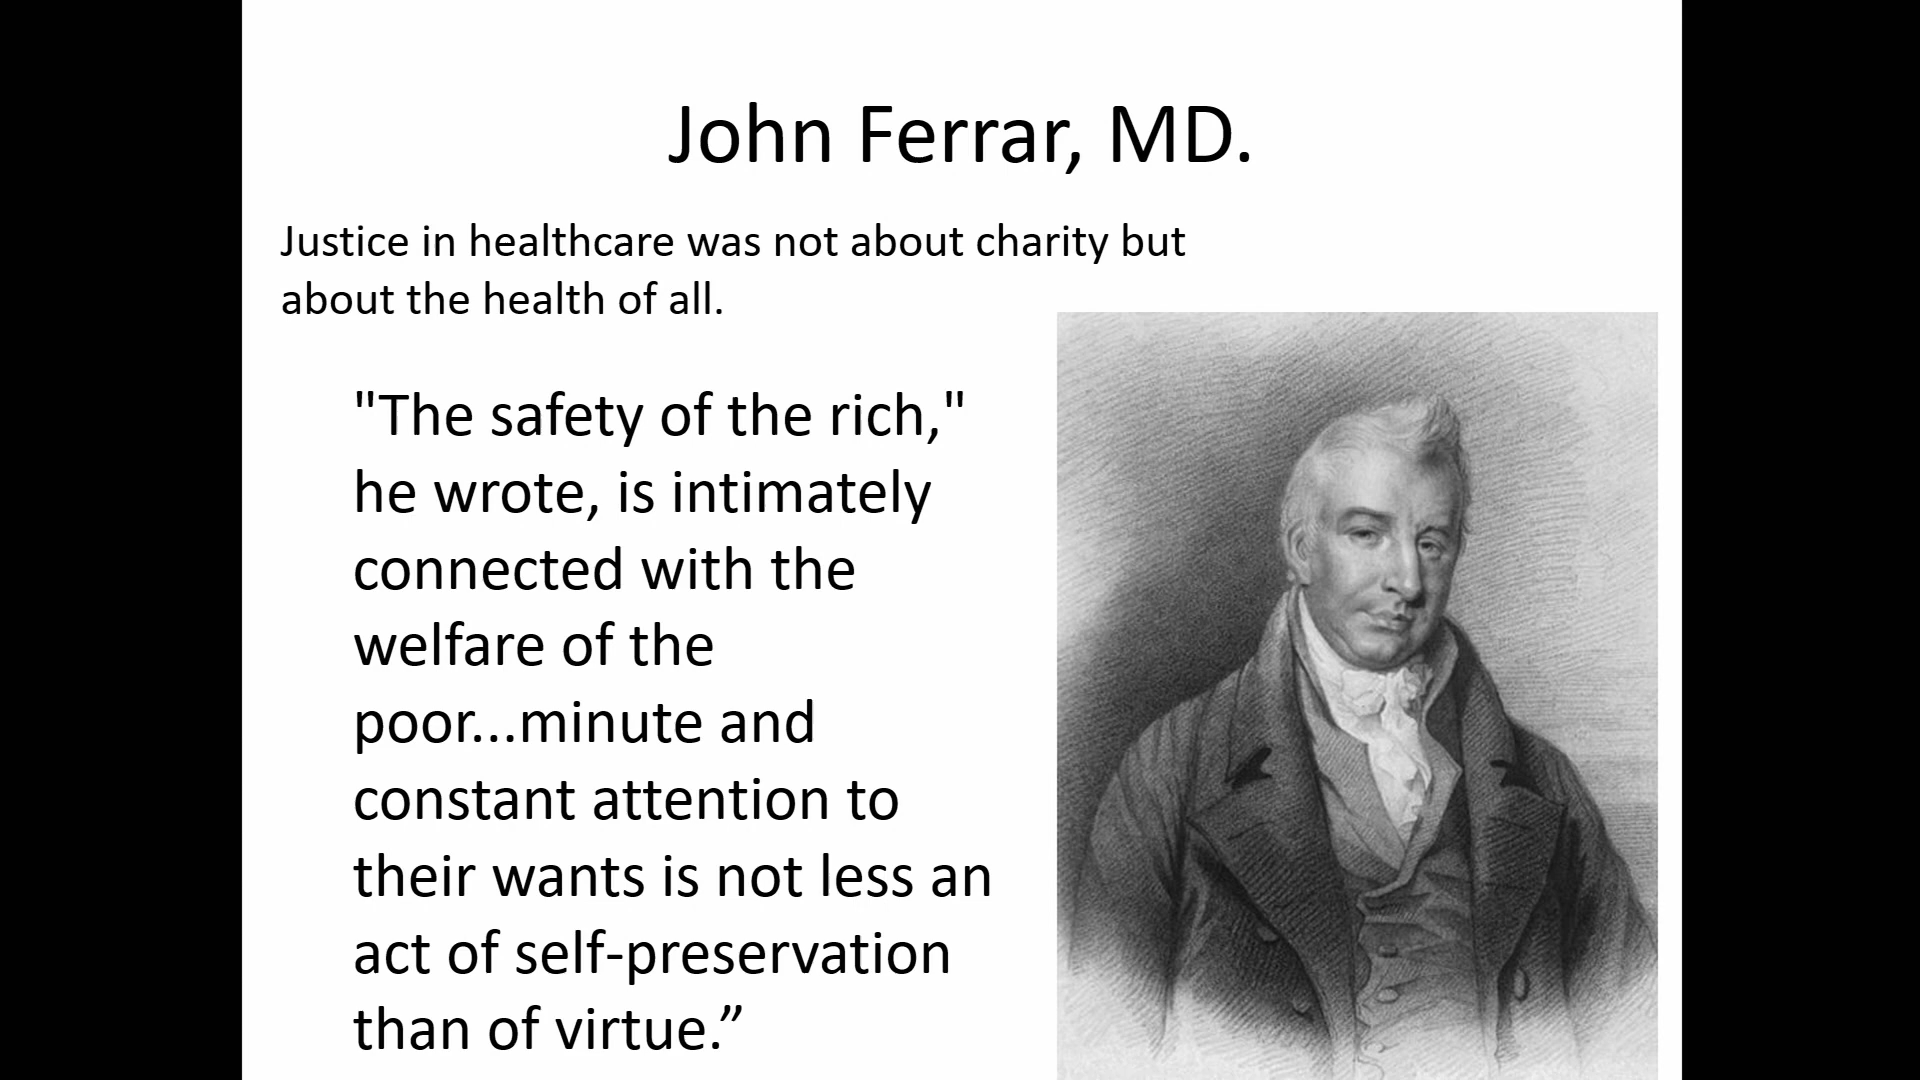 John Ferrar, MD.
Justice in healthcare was not about charity but
about the health of all.
"The safety of the rich,"
he wrote, is intimately
connected with the
welfare of the
poor...minute and
constant attention to
their wants is not less an
act of self-preservation
than of virtue.”